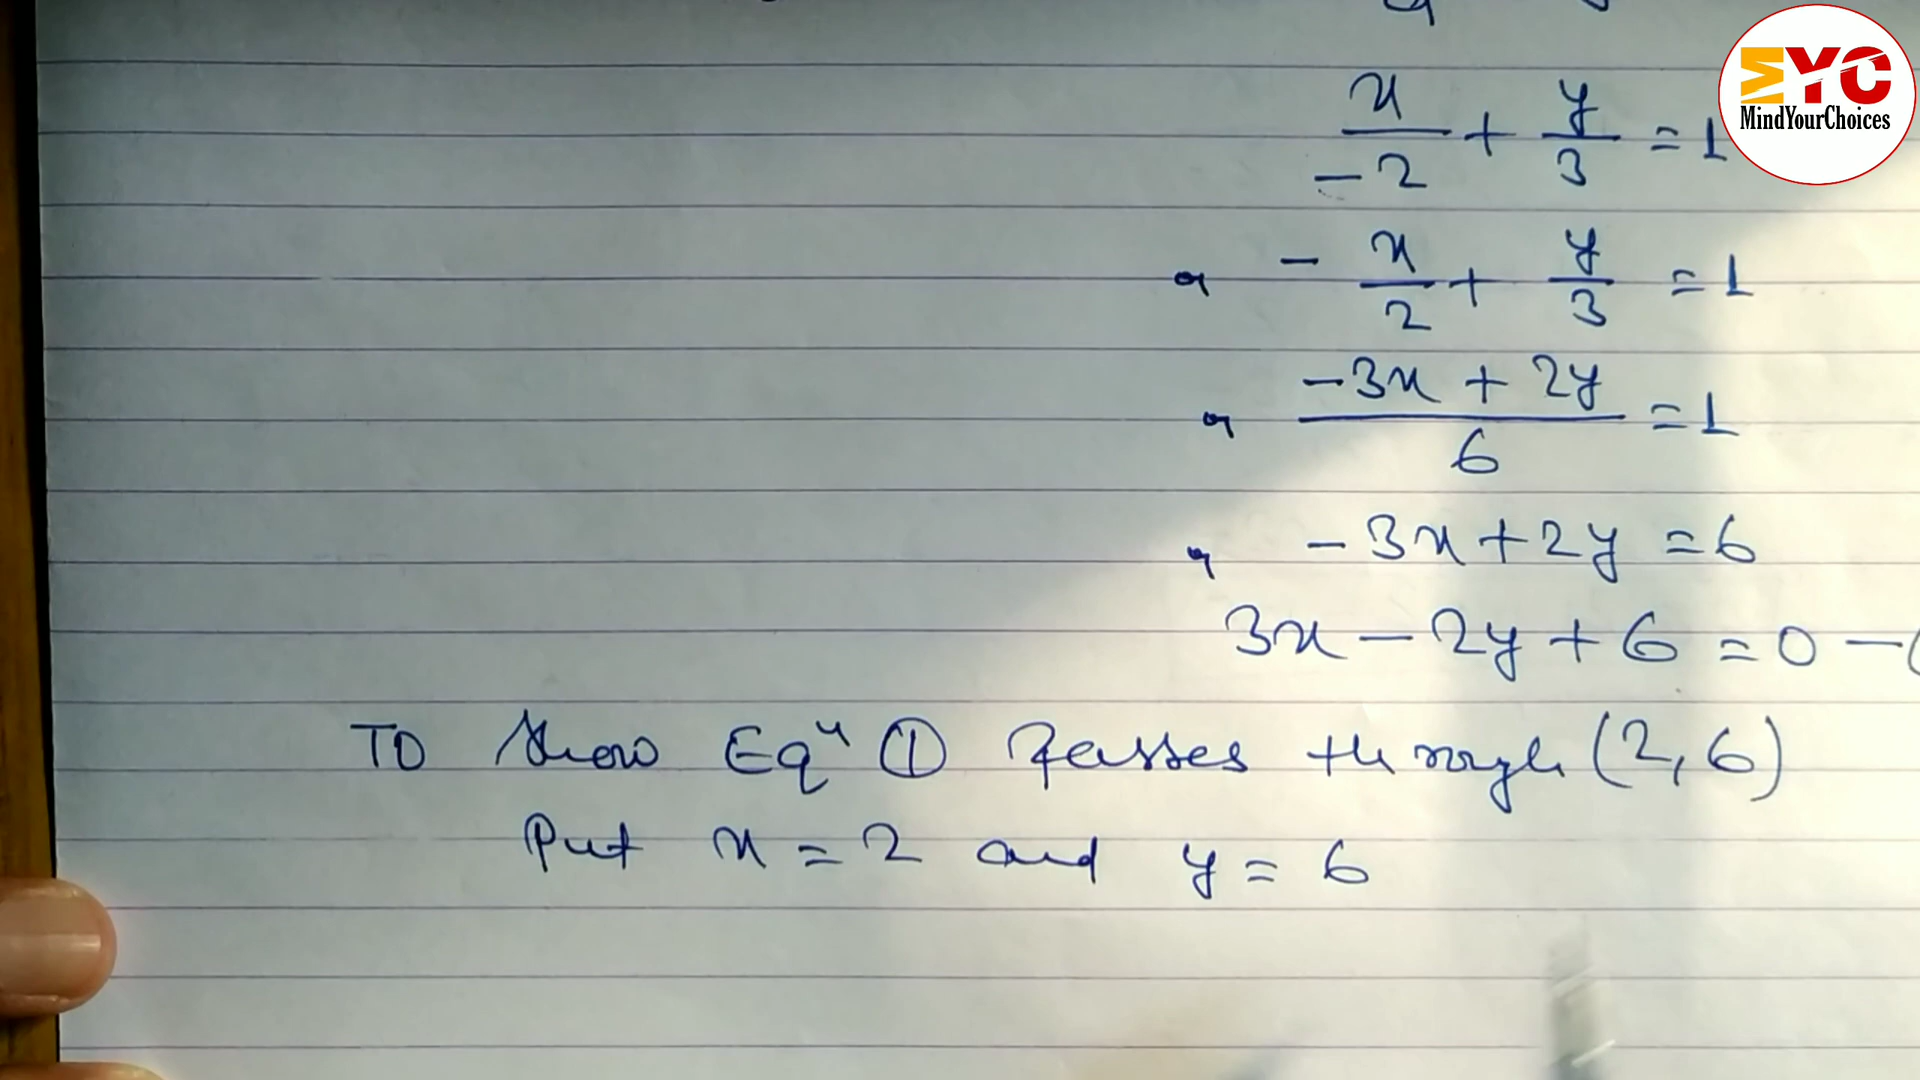 MYC
MindYourChoices
x/-2 + y/3 = 1
or - x/2 + y/3 = 1
or (-3x + 2y)/6 = 1
or -3x + 2y = 6
3x - 2y + 6 = 0 - (
To show Eqn ① Passes through (2, 6)
Put x = 2 and y = 6